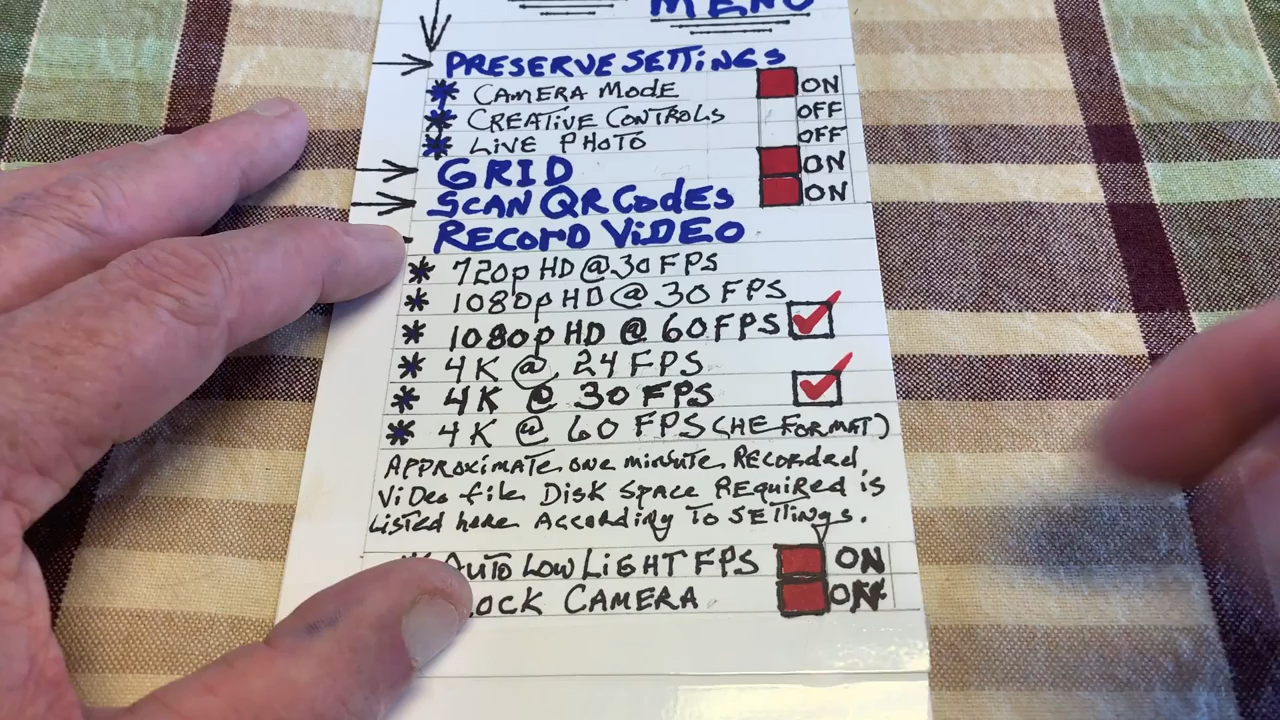 MENU
PRESERVE SETTINGS
* CAMERA MODE ON
* CREATIVE CONTROLS OFF
* LIVE PHOTO OFF
GRID ON
SCAN QR CODES ON
RECORD VIDEO
* 720p HD @ 30 FPS
* 1080p HD @ 30 FPS
* 1080p HD @ 60 FPS
* 4K @ 24 FPS
* 4K @ 30 FPS
* 4K @ 60 FPS (HE FORMAT)
APPROXIMATE one minute RECORDED
ViDeo file Disk Space REQuiRED is
Listed here According To SETTings.
AUTO LOW LiGHT FPS ON
OCK CAMERA ON